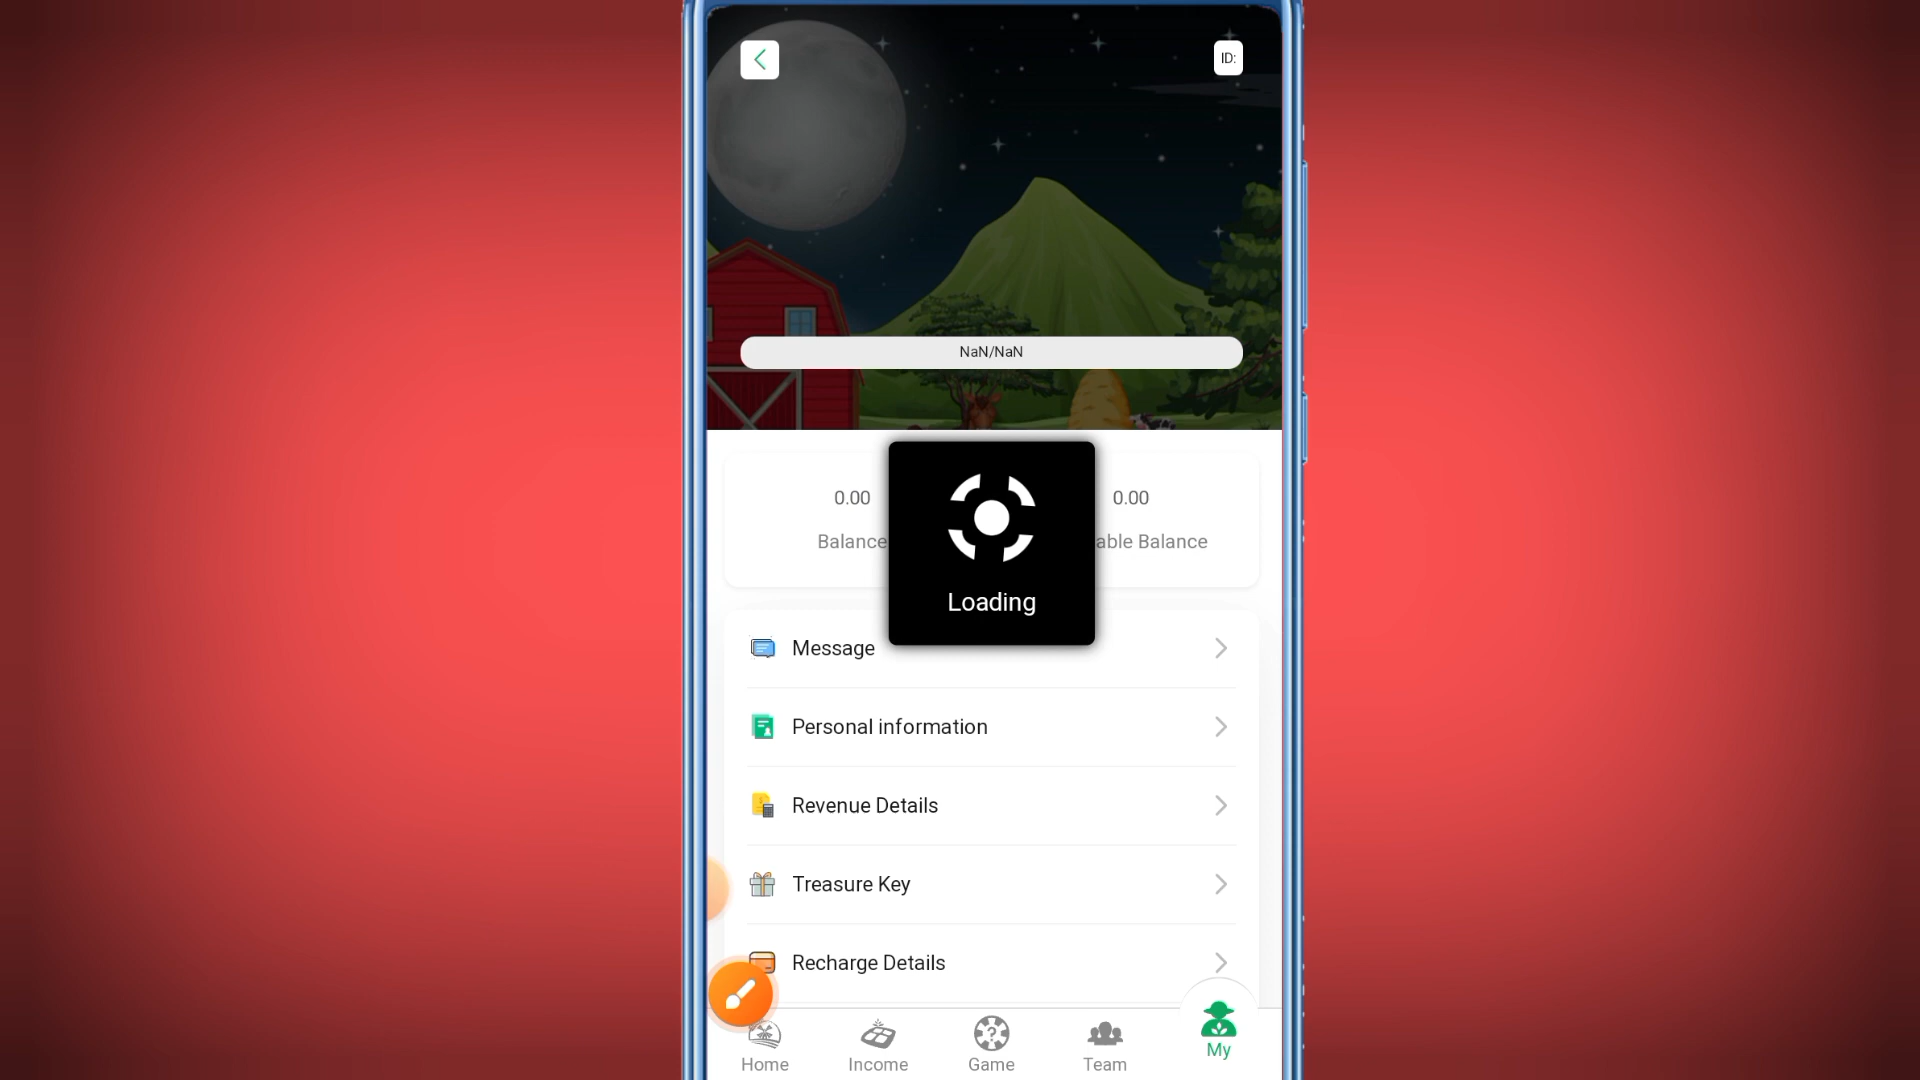 ID:
NaN/NaN
0.00
0.00
Balance
able Balance
Loading
Message
Personal information
Revenue Details
Treasure Key
Recharge Details
Home
Income
Game
Team
My